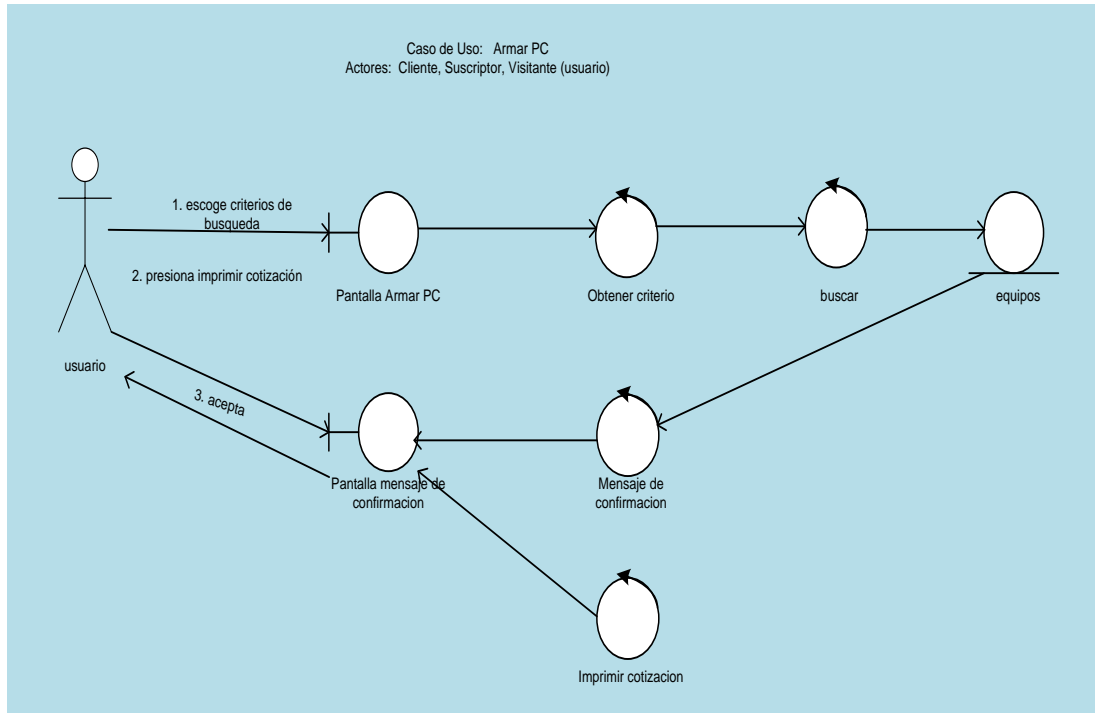 Caso de Uso: Armar PC
Actores: Cliente, Suscriptor, Visitante (usuario)
1. escoge criterios de
busqueda
2. presiona imprimir cotización
Pantalla Armar PC
Obtener criterio
buscar
equipos
usuario
3. acepta
Pantalla mensaje de
confirmacion
Mensaje de
confirmacion
Imprimir cotizacion